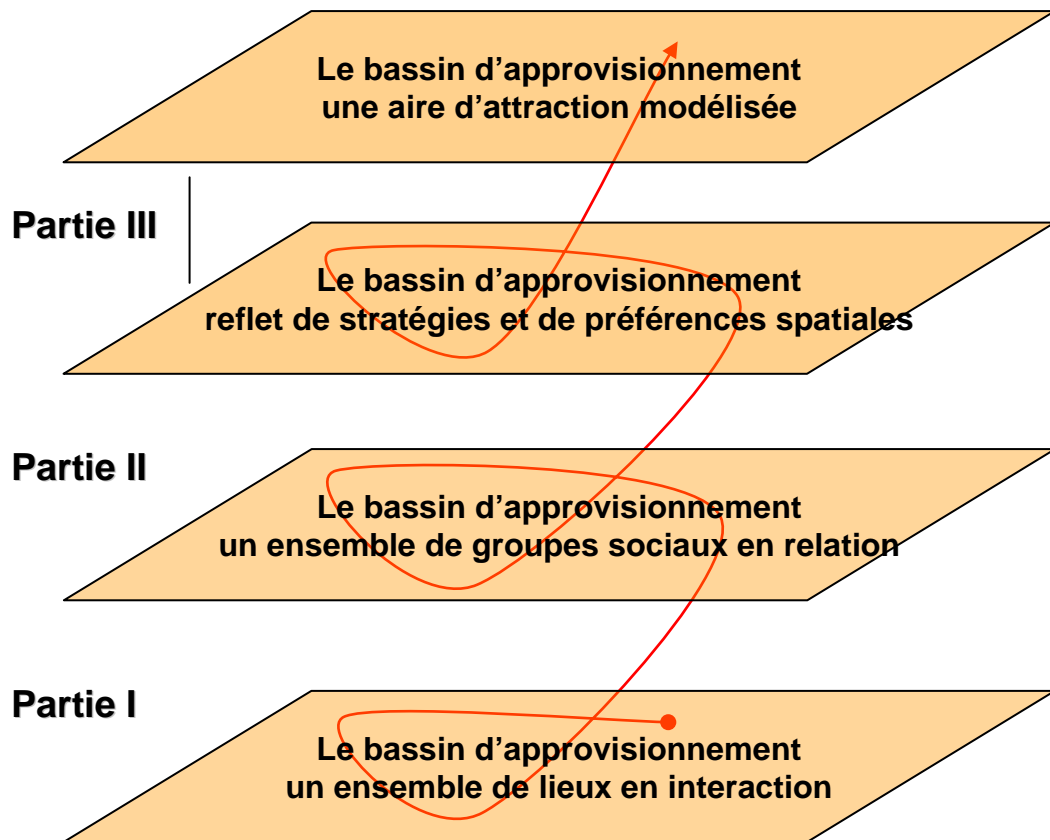 Le bassin d’approvisionnement
une aire d’attraction modélisée
Partie III
Le bassin d’approvisionnement
reflet de stratégies et de préférences spatiales
Partie II
Le bassin d’approvisionnement
un ensemble de groupes sociaux en relation
Partie I
Le bassin d’approvisionnement
un ensemble de lieux en interaction